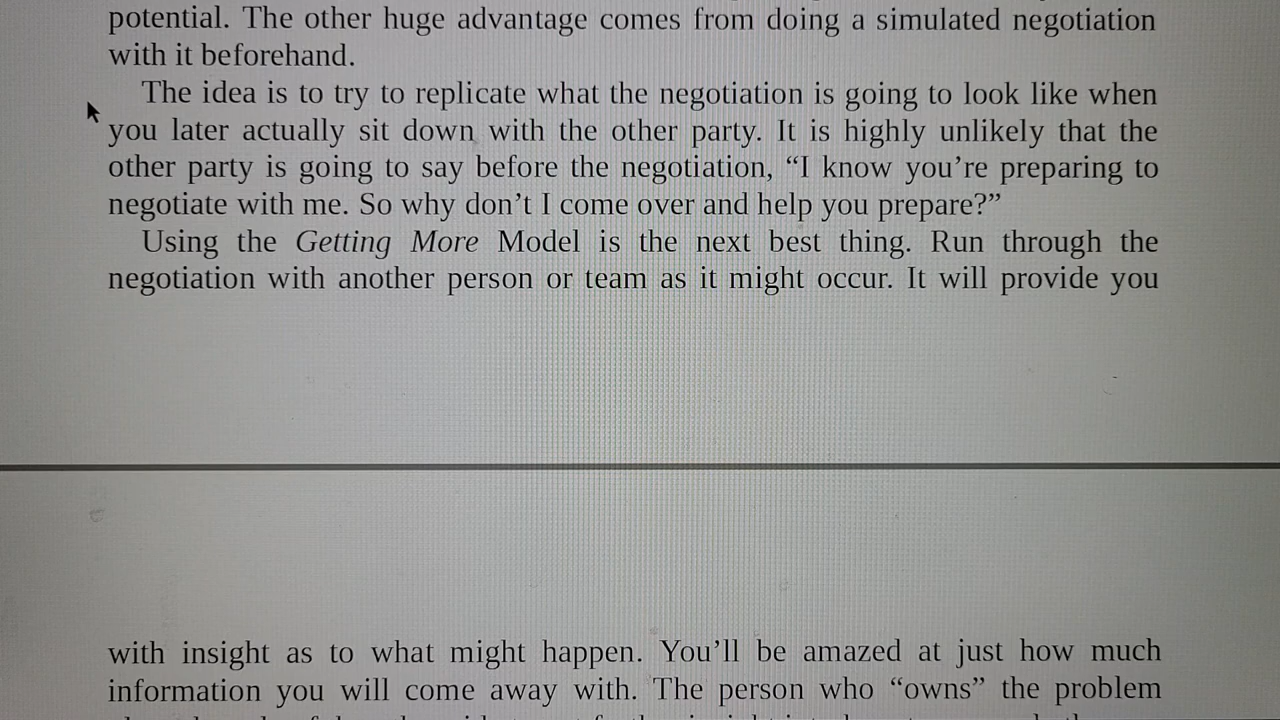 potential. The other huge advantage comes from doing a simulated negotiation
with it beforehand.
The idea is to try to replicate what the negotiation is going to look like when
you later actually sit down with the other party. It is highly unlikely that the
other party is going to say before the negotiation, “I know you’re preparing to
negotiate with me. So why don’t I come over and help you prepare?”
Using the Getting More Model is the next best thing. Run through the
negotiation with another person or team as it might occur. It will provide you
with insight as to what might happen. You’ll be amazed at just how much
information you will come away with. The person who “owns” the problem